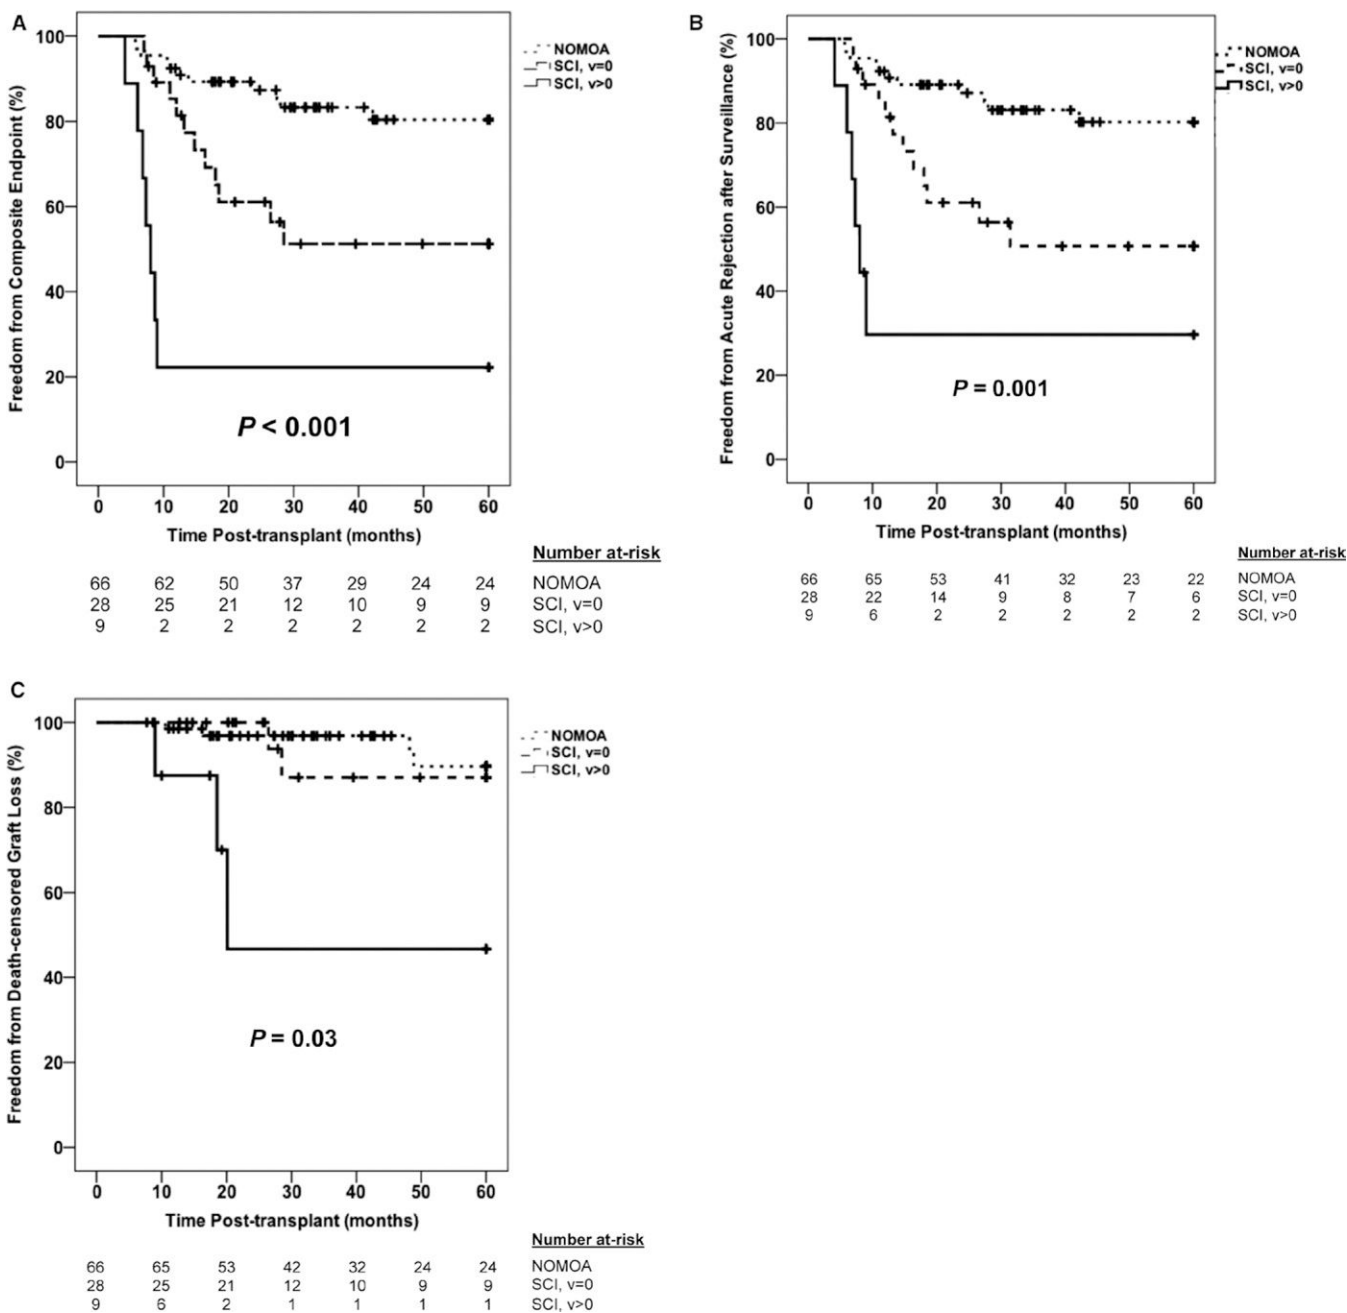 A
Freedom from Composite Endpoint (%)
100
80
60
40
20
0
NOMOA
SCI, v=0
SCI, v>0
P < 0.001
0 10 20 30 40 50 60
Time Post-transplant (months)
Number at-risk
66 62 50 37 29 24 24 NOMOA
28 25 21 12 10 9 9 SCI, v=0
9 2 2 2 2 2 2 SCI, v>0
B
Freedom from Acute Rejection after Surveillance (%)
100
80
60
40
20
0
NOMOA
SCI, v=0
SCI, v>0
P = 0.001
0 10 20 30 40 50 60
Time Post-transplant (months)
Number at-risk
66 65 53 41 32 23 22 NOMOA
28 22 14 9 8 7 6 SCI, v=0
9 6 2 2 2 2 2 SCI, v>0
C
Freedom from Death-censored Graft Loss (%)
100
80
60
40
20
0
NOMOA
SCI, v=0
SCI, v>0
P = 0.03
0 10 20 30 40 50 60
Time Post-transplant (months)
Number at-risk
66 65 53 42 32 24 24 NOMOA
28 25 21 12 10 9 9 SCI, v=0
9 6 2 1 1 1 1 SCI, v>0